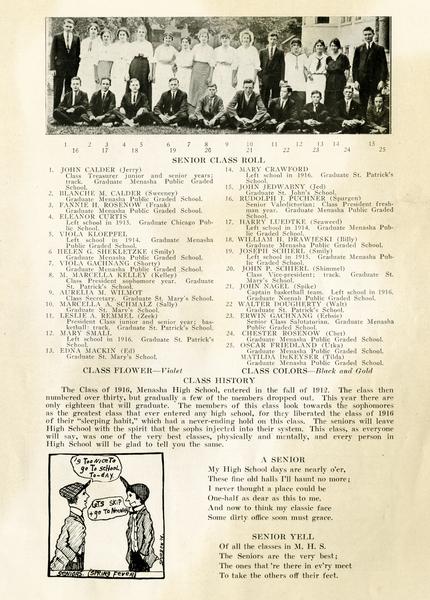 1 2 3 4 5 6 7 8 9 10 11 12 13 14 15
16 17 18 19 20 21 22 23 24 25
SENIOR CLASS ROLL
1. JOHN CALDER (Jerry)
Class Treasurer junior and senior years;
track. Graduate Menasha Public Graded
School.
2. BLANCHE M. CALDER (Sweeney)
Graduate Menasha Public Graded School.
3. FANNIE H. ROSENOW (Frank)
Graduate Menasha Public Graded School.
4. ELEANOR CURTIS
Left school in 1913. Graduate Chicago Pub-
lic School.
5. VIOLA KLOEPFEL
Left school in 1914. Graduate Menasha
Public Graded School.
6 HELEN G. SHEBLETZKE (Smily)
Graduate Menasha Public Graded School.
7. VIOLA GACHNANG (Shorty)
Graduate Menasha Public Graded School.
8. M. MARCELLA KELLEY (Kelley)
Class President sophomore year. Graduate
St. Patrick's School.
9. AURELIA M. WILMOT
Class Secretary. Graduate St. Mary's School.
10. MARCELLA A. SCHMALZ (Sally)
Graduate St. Mary's School.
11. LESLIE A. REMMEL (Zeek)
President Class junior and senior year; bas-
ketball; track. Graduate St. Patrick's School.
12. MARY SMALL
Left school in 1916. Graduate St. Patrick's
School.
13. EDNA MACKIN (Ed)
Graduate St. Mary's School.
14. MARY CRAWFORD
Left school in 1916. Graduate St. Patrick's
School.
15. JOHN JEDWABNY (Jed)
Graduate St. John's School.
16. RUDOLPH I. PUCHNER (Spurgen)
Senior Valedictorian; Class President fresh-
man year. Graduate Menasha Public Graded
School.
17. HARRY LUEDTKE (Seaweed)
Left school in 1914. Graduate Menasha Pub-
lic Graded School.
18. WILLIAM H. DRAWESKI (Billy)
Graduate Menasha Public Graded School.
19. JOSEPH SCHERL (Smily)
Left school in 1915. Graduate Menasha Pub-
lic Graded School.
20. JOHN P. SCHERL (Shimmel)
Class Vice-president; track. Graduate St.
Mary's School.
21. JOHN NAGEL (Spike)
Captain basketball team. Left school in 1916.
Graduate Neenah Public Graded School.
22 WALTER DOUGHERTY (Walt)
Graduate St. Patrick's School.
23. ERWIN GACHNANG (Erbsie)
Senior Class Salutatorian. Graduate Menasha
Public Graded School.
24. CHESTER ROSENOW (Chet)
Graduate Menasha Public Graded School.
25. OSCAR FRIEDLAND (Utka)
Graduate Menasha Public Graded School.
MATILDA DeKEYSER (Tilda)
Graduate Menasha Public Graded School.
CLASS FLOWER—Violet CLASS COLORS—Black and Gold
CLASS HISTORY
The Class of 1916, Menasha High School, entered in the fall of 1912. The class then
numbered over thirty, but gradually a few of the members dropped out. This year there are
only eighteen that will graduate. The members of this class look towards the sophomores
as the greatest class that ever entered any high school, for they liberated the class of 1916
of their "sleeping habit," which had a never-ending hold on this class. The seniors will leave
High School with the spirit that the sophs injected into their system. This class, as everyone
will say, was one of the very best classes, physically and mentally, and every person in
High School will be glad to tell you the same.
'TS TOO NICE TO
GO TO SCHOOL
TO-DAY.
LETS SKIP
& GO TO NEENAH
SENIORS (SPRING FEVER)
A SENIOR
My High School days are nearly o'er,
These fine old halls I'll haunt no more;
I never thought a place could be
One-half as dear as this to me.
And now to think my classic face
Some dirty office soon must grace.
SENIOR YELL
Of all the classes in M. H. S.
The Seniors are the very best;
The ones that 're there in ev'ry meet
To take the others off their feet.